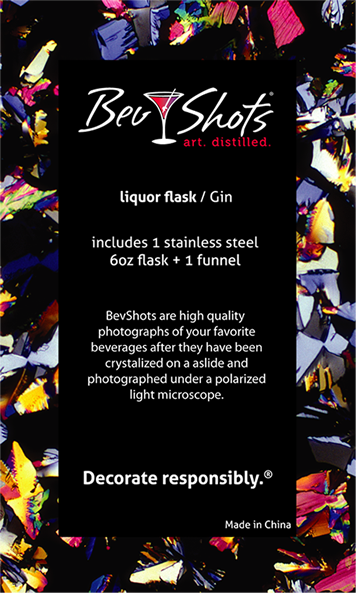 BevShots®
art. distilled.
liquor flask / Gin
includes 1 stainless steel
6oz flask + 1 funnel
BevShots are high quality
photographs of your favorite
beverages after they have been
crystalized on a aslide and
photographed under a polarized
light microscope.
Decorate responsibly.®
Made in China